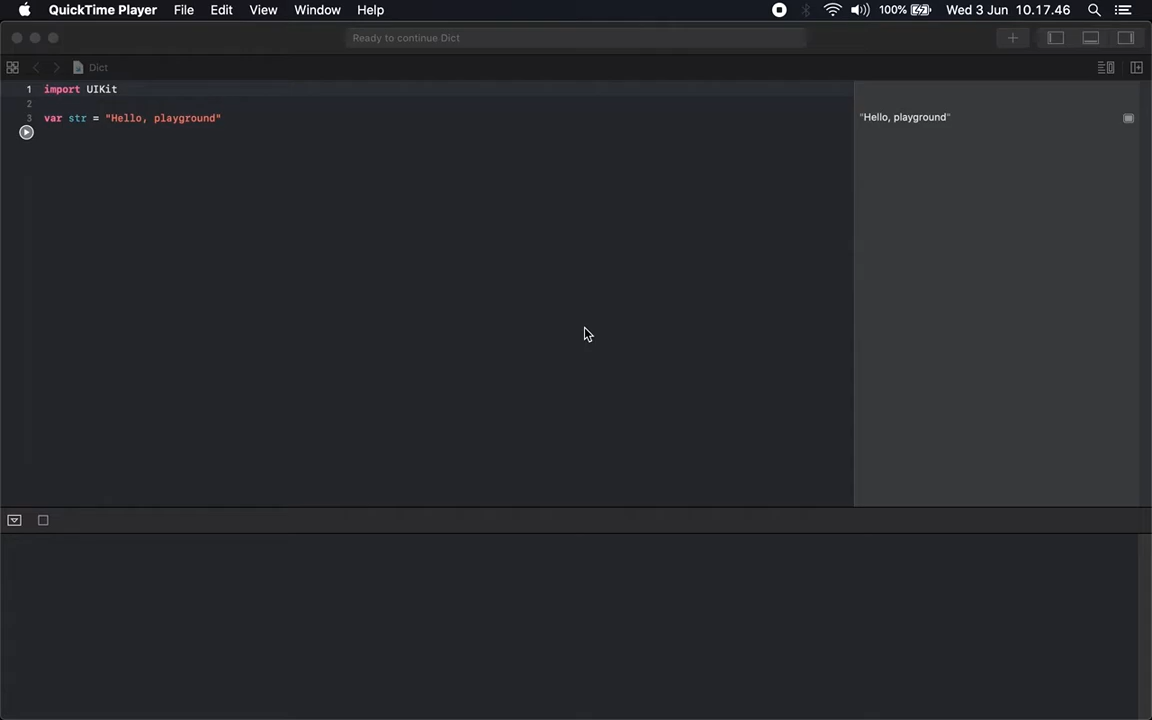 QuickTime Player File Edit View Window Help 100% Wed 3 Jun 10.17.46
Ready to continue Dict
Dict
1 import UIKit
2
3 var str = "Hello, playground"
"Hello, playground"